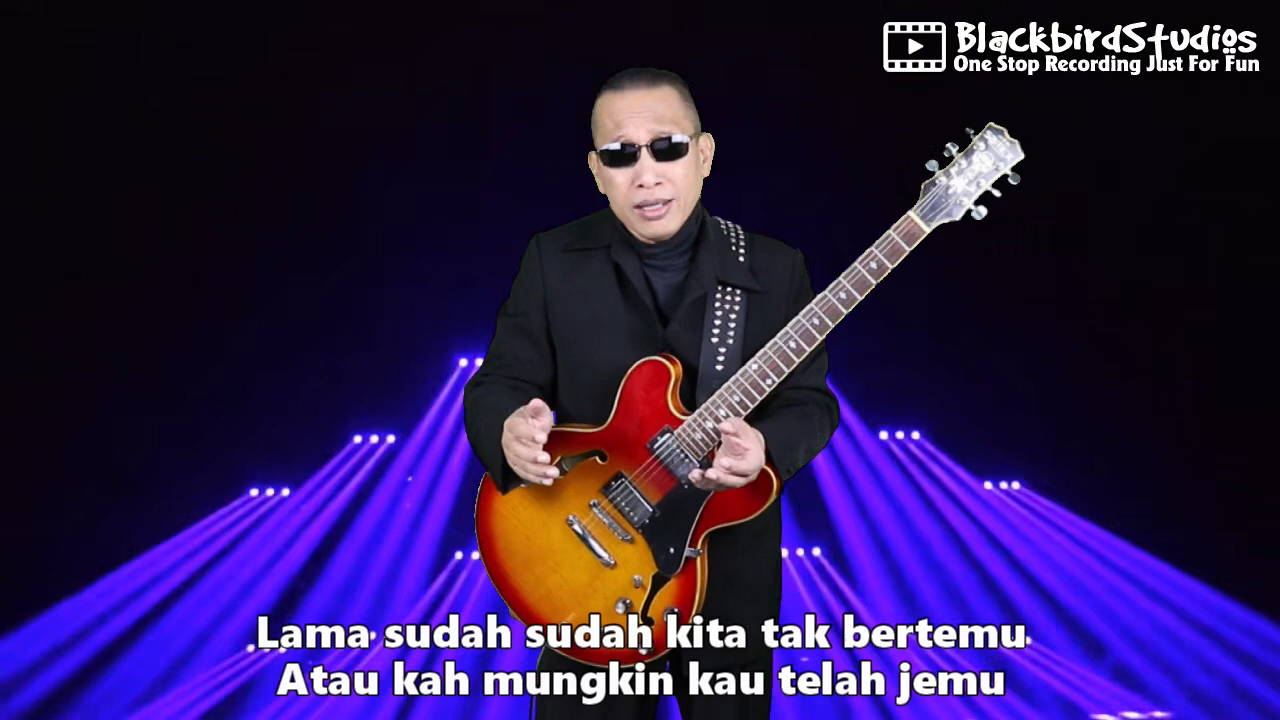 BlackbirdStudios
One Stop Recording Just For Fun
Lama sudah sudah kita tak bertemu
Atau kah mungkin kau telah jemu